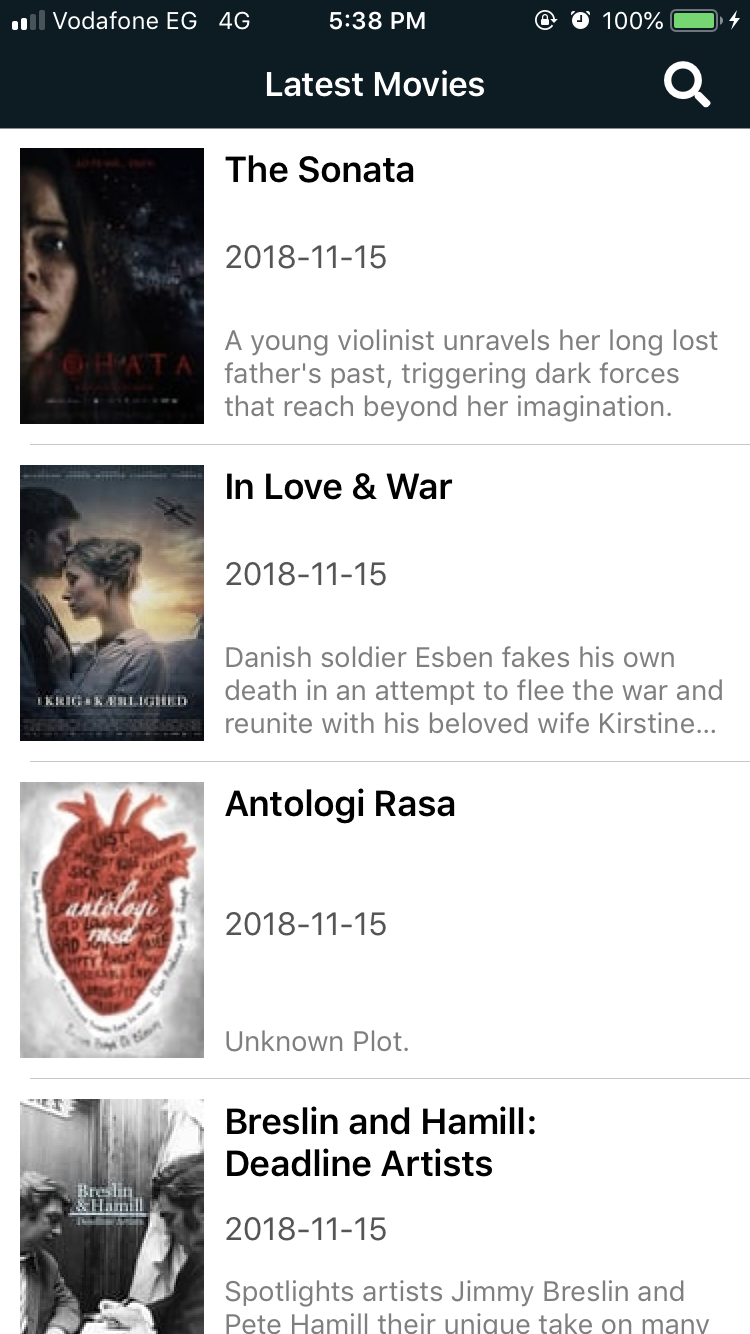 Vodafone EG 4G 5:38 PM 100%
Latest Movies
The Sonata
2018-11-15
A young violinist unravels her long lost
father's past, triggering dark forces
that reach beyond her imagination.
SONATA
In Love & War
2018-11-15
Danish soldier Esben fakes his own
death in an attempt to flee the war and
reunite with his beloved wife Kirstine...
I KRIG & KÆRLIGHED
Antologi Rasa
2018-11-15
Unknown Plot.
LUST
SICK
antologi
rasa
Breslin and Hamill:
Deadline Artists
2018-11-15
Spotlights artists Jimmy Breslin and
Pete Hamill their unique take on many
Breslin
&Hamill
Deadline Artists